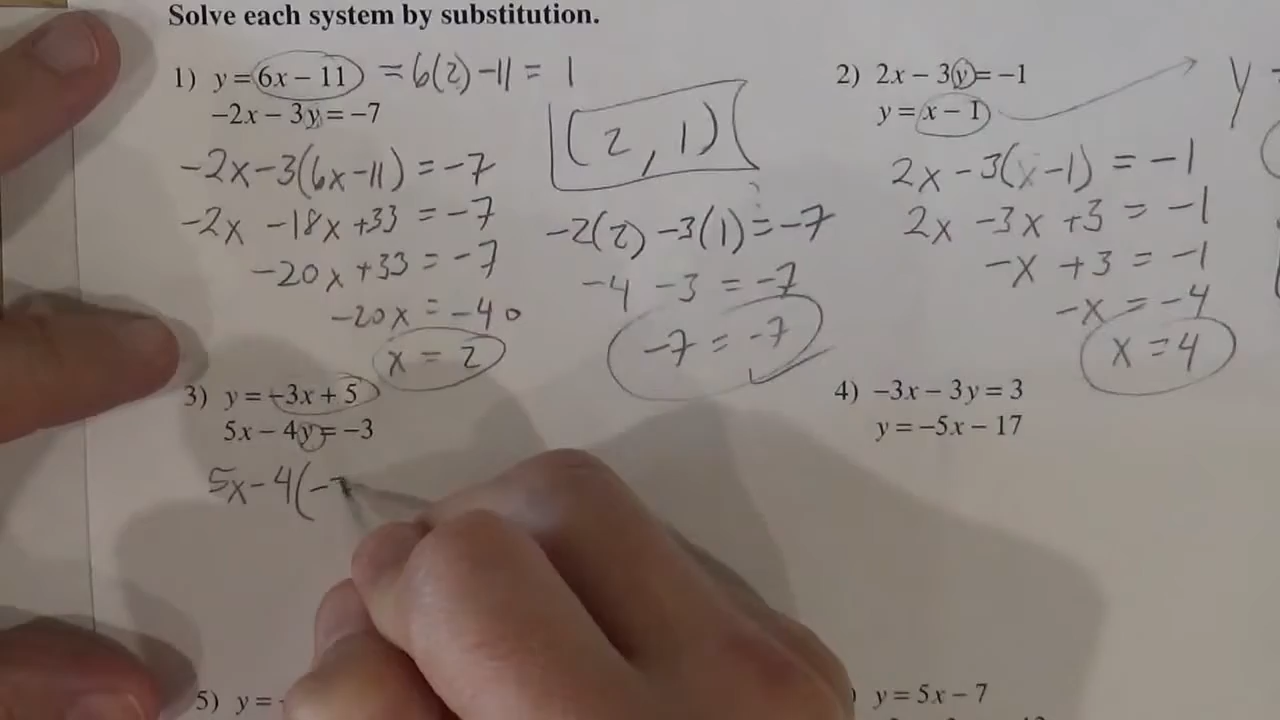 Solve each system by substitution.
1) y = 6x − 11 = 6(2) -11 = 1
-2x − 3y = −7
-2x -3(6x-11) = -7
-2x -18x +33 = -7
-20x +33 = -7
-20x = -40
x = 2
(2, 1)
-2(2) -3(1) = -7
-4 -3 = -7
-7 = -7
2) 2x − 3y = −1
y = x − 1
y =
2x -3(x-1) = -1
2x -3x +3 = -1
-x +3 = -1
-x = -4
x = 4
3) y = −3x + 5
5x − 4y = −3
5x -4(-
4) −3x − 3y = 3
y = −5x − 17
5) y = -
) y = 5x − 7